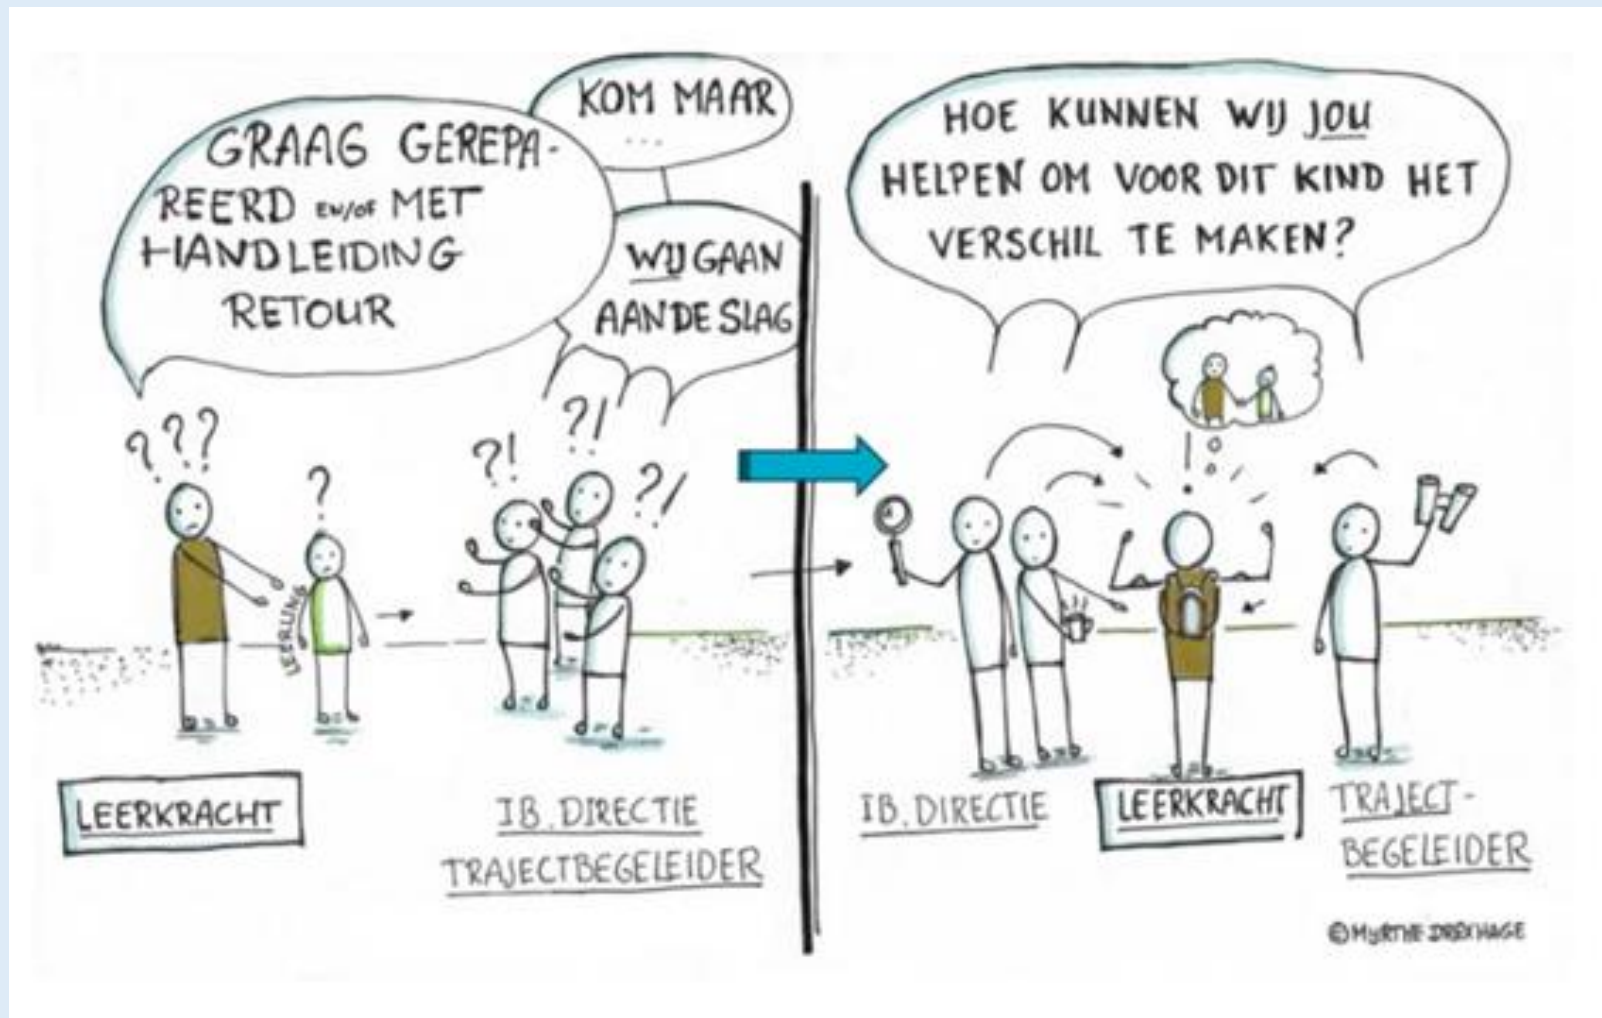 GRAAG GEREPA-
REERD EN/OF MET
HANDLEIDING
RETOUR
KOM MAAR
...
WIJ GAAN
AAN DE SLAG
???
?
?!
?!
?!
LEERLING
LEERKRACHT
IB. DIRECTIE
TRAJECTBEGELEIDER
HOE KUNNEN WIJ JOU
HELPEN OM VOOR DIT KIND HET
VERSCHIL TE MAKEN?
IB. DIRECTIE
LEERKRACHT
TRAJECT-
BEGELEIDER
©MYRTHE DREXHAGE